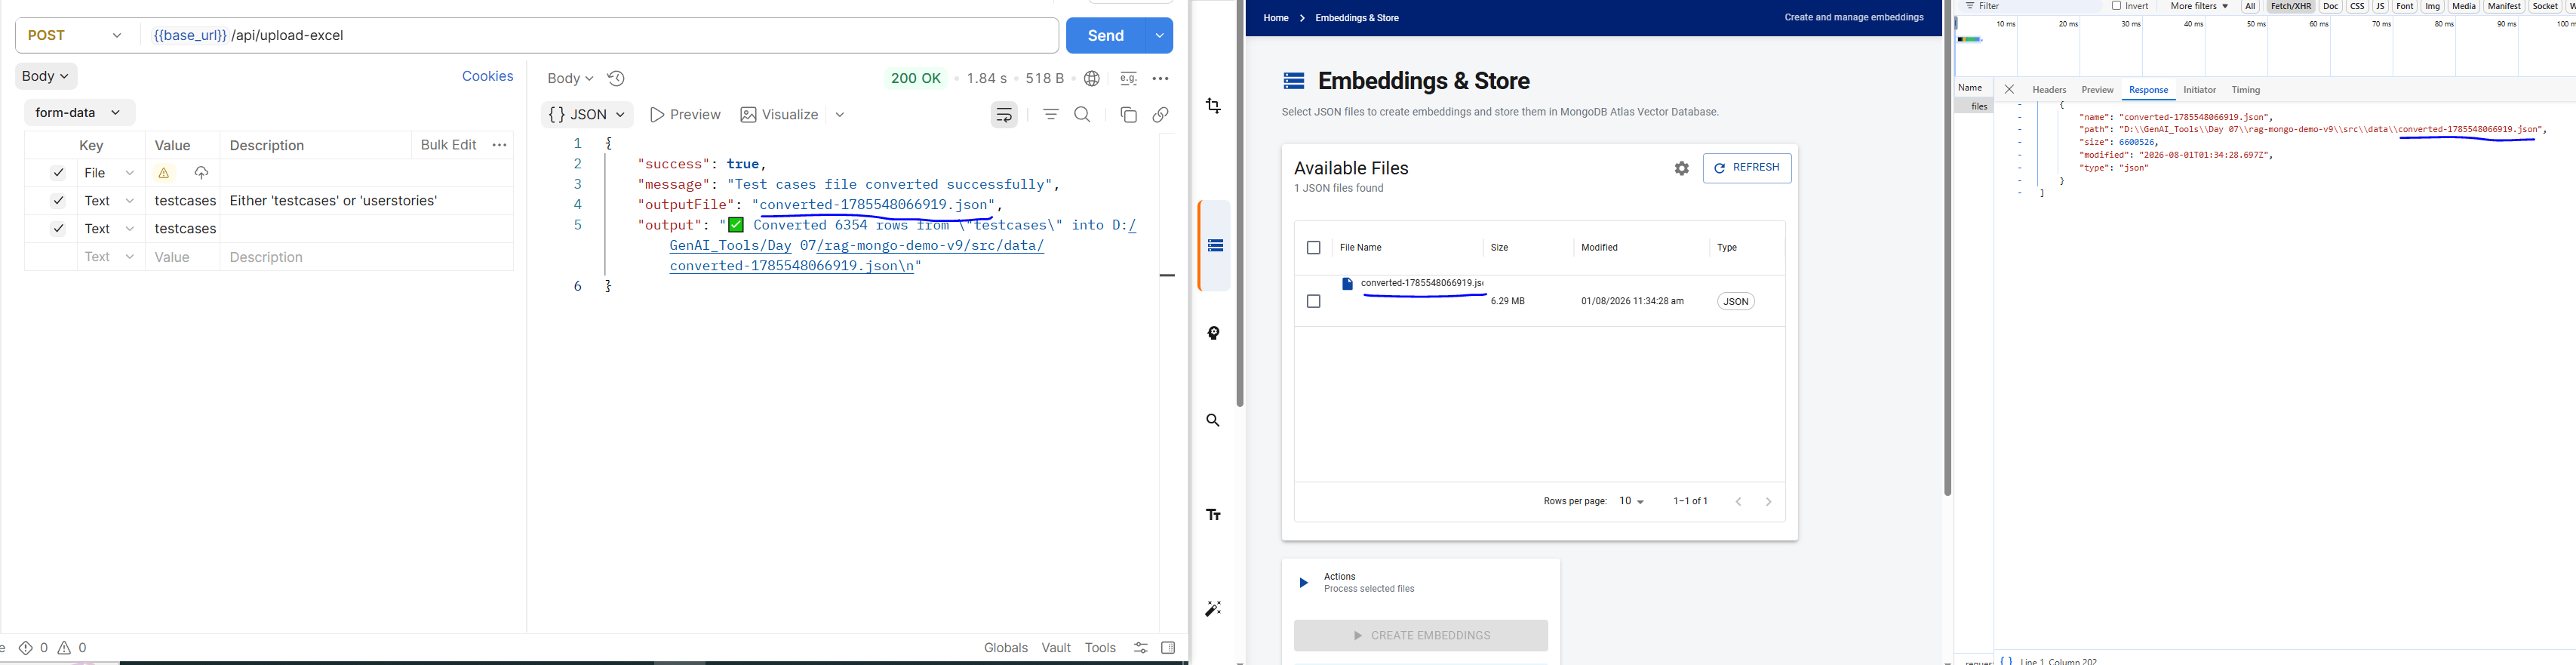 POST
{{base_url}} /api/upload-excel
Send
Body
Cookies
form-data
Key Value Description Bulk Edit
File
Text testcases Either 'testcases' or 'userstories'
Text testcases
Text Value Description
Body
200 OK • 1.84 s • 518 B
e.g.
{} JSON Preview Visualize
1 {
2 "success": true,
3 "message": "Test cases file converted successfully",
4 "outputFile": "converted-1785548066919.json",
5 "output": "✅ Converted 6354 rows from \"testcases\" into D:/
GenAI_Tools/Day 07/rag-mongo-demo-v9/src/data/
converted-1785548066919.json\n"
6 }
0 0
Globals Vault Tools
Home > Embeddings & Store
Create and manage embeddings
Embeddings & Store
Select JSON files to create embeddings and store them in MongoDB Atlas Vector Database.
Available Files
1 JSON files found
REFRESH
File Name Size Modified Type
converted-1785548066919.js
6.29 MB 01/08/2026 11:34:28 am JSON
Rows per page: 10 1–1 of 1
Actions
Process selected files
CREATE EMBEDDINGS
Filter Invert More filters All Fetch/XHR Doc CSS JS Font Img Media Manifest Socket
10 ms 20 ms 30 ms 40 ms 50 ms 60 ms 70 ms 80 ms 90 ms 100
Name Headers Preview Response Initiator Timing
files
{
"name": "converted-1785548066919.json",
"path": "D:\\GenAI_Tools\\Day 07\\rag-mongo-demo-v9\\src\\data\\converted-1785548066919.json",
"size": 6600526,
"modified": "2026-08-01T01:34:28.697Z",
"type": "json"
}
]
{} Line 1, Column 202